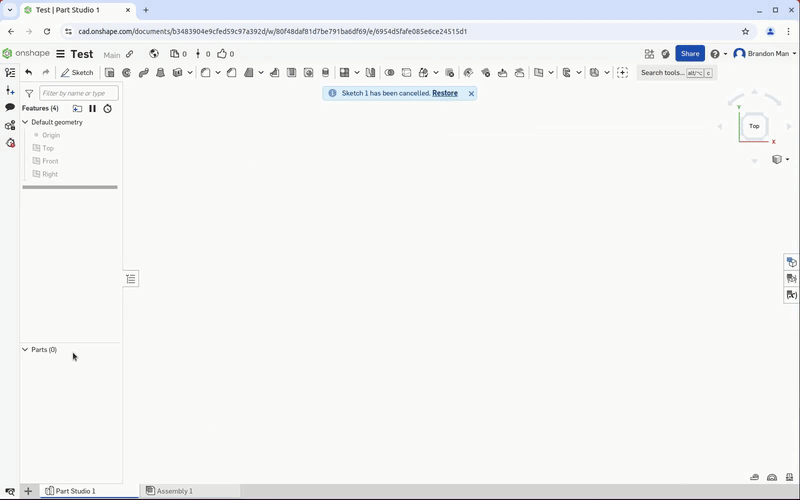 Test | Part Studio 1
cad.onshape.com/documents/b3483904e9cfed59c97a392d/w/80f48daf81d7be791ba6df69/e/6954d5fafe085e6ce24515d1
onshape Test Main 0 0 0 Share Brandon Man
Sketch Search tools... alt/⌥ c
Filter by name or type
Sketch 1 has been cancelled. Restore
Features (4)
Default geometry
Origin
Top
Front
Right
Y
Top
X
Parts (0)
Part Studio 1 Assembly 1